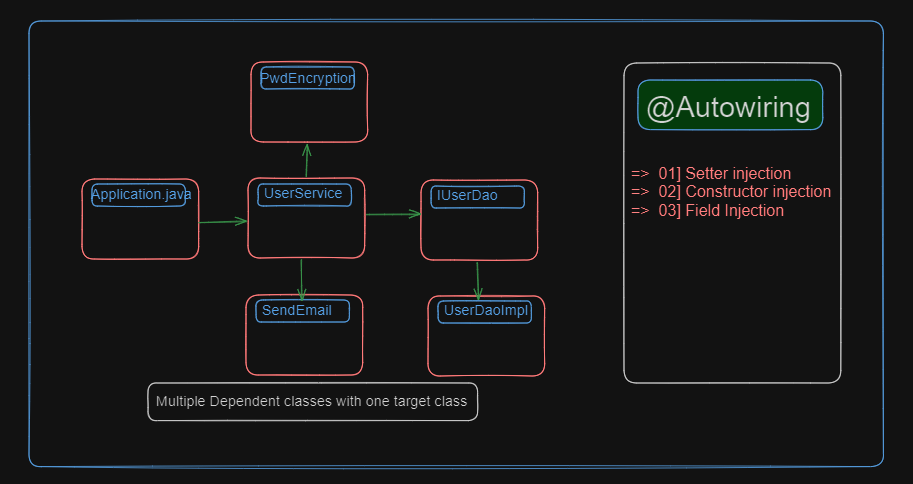 PwdEncryption
Application.java
UserService
IUserDao
SendEmail
UserDaoImpl
Multiple Dependent classes with one target class
@Autowiring
=> 01] Setter injection
=> 02] Constructor injection
=> 03] Field Injection